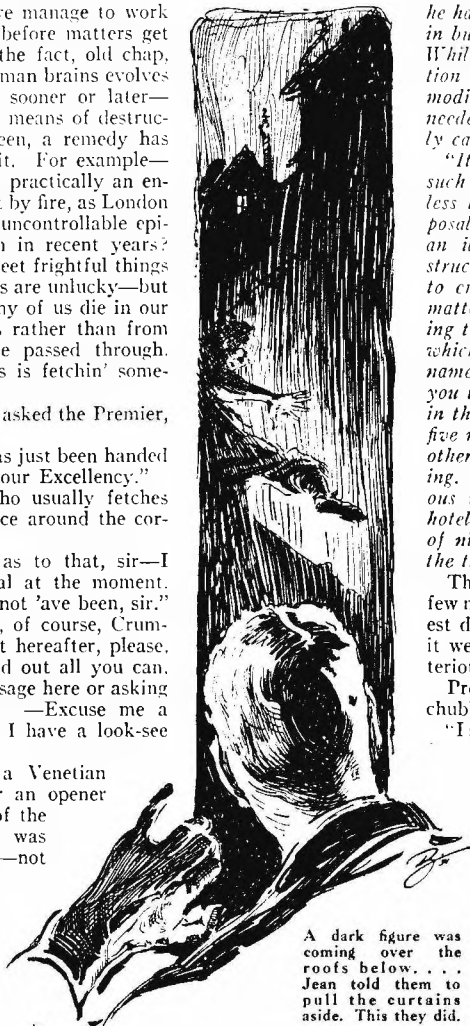 re manage to work
before matters get
the fact, old chap,
man brains evolves
sooner or later—
means of destruc-
een, a remedy has
it. For example—
practically an en-
by fire, as London
uncontrollable epi-
in recent years?
eet frightful things
s are unlucky—but
ny of us die in our
rather than from
e passed through.
s is fetchin' some-
asked the Premier,
as just been handed
our Excellency."
ho usually fetches
ce around the cor-
as to that, sir—I
al at the moment.
not 'ave been, sir."
, of course, Crum-
t hereafter, please.
d out all you can.
sage here or asking
—Excuse me a
I have a look-see
a Venetian
an opener
of the
was
—not
A dark figure was
coming over the
roofs below. . . .
Jean told them to
pull the curtains
aside. This they did.
he ha
in bu
Whil
tion
modi
neede
ly ca
"It
such
less
posal
an i
struc
to cr
matt
ing t
whic
name
you
in th
five
other
ing.
ous
hotel
of ni
the t
Th
few
est d
it we
terio
Pr
chub
"I